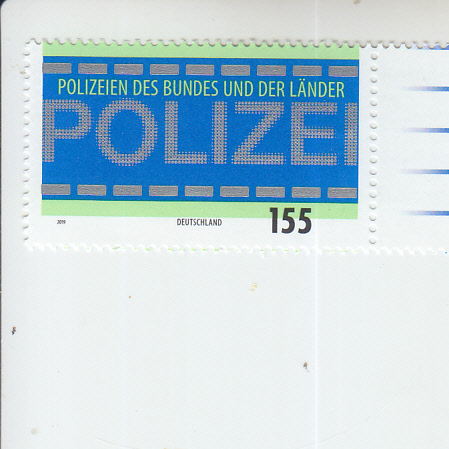 POLIZEIEN DES BUNDES UND DER LÄNDER
POLIZEI
2019 DEUTSCHLAND 155